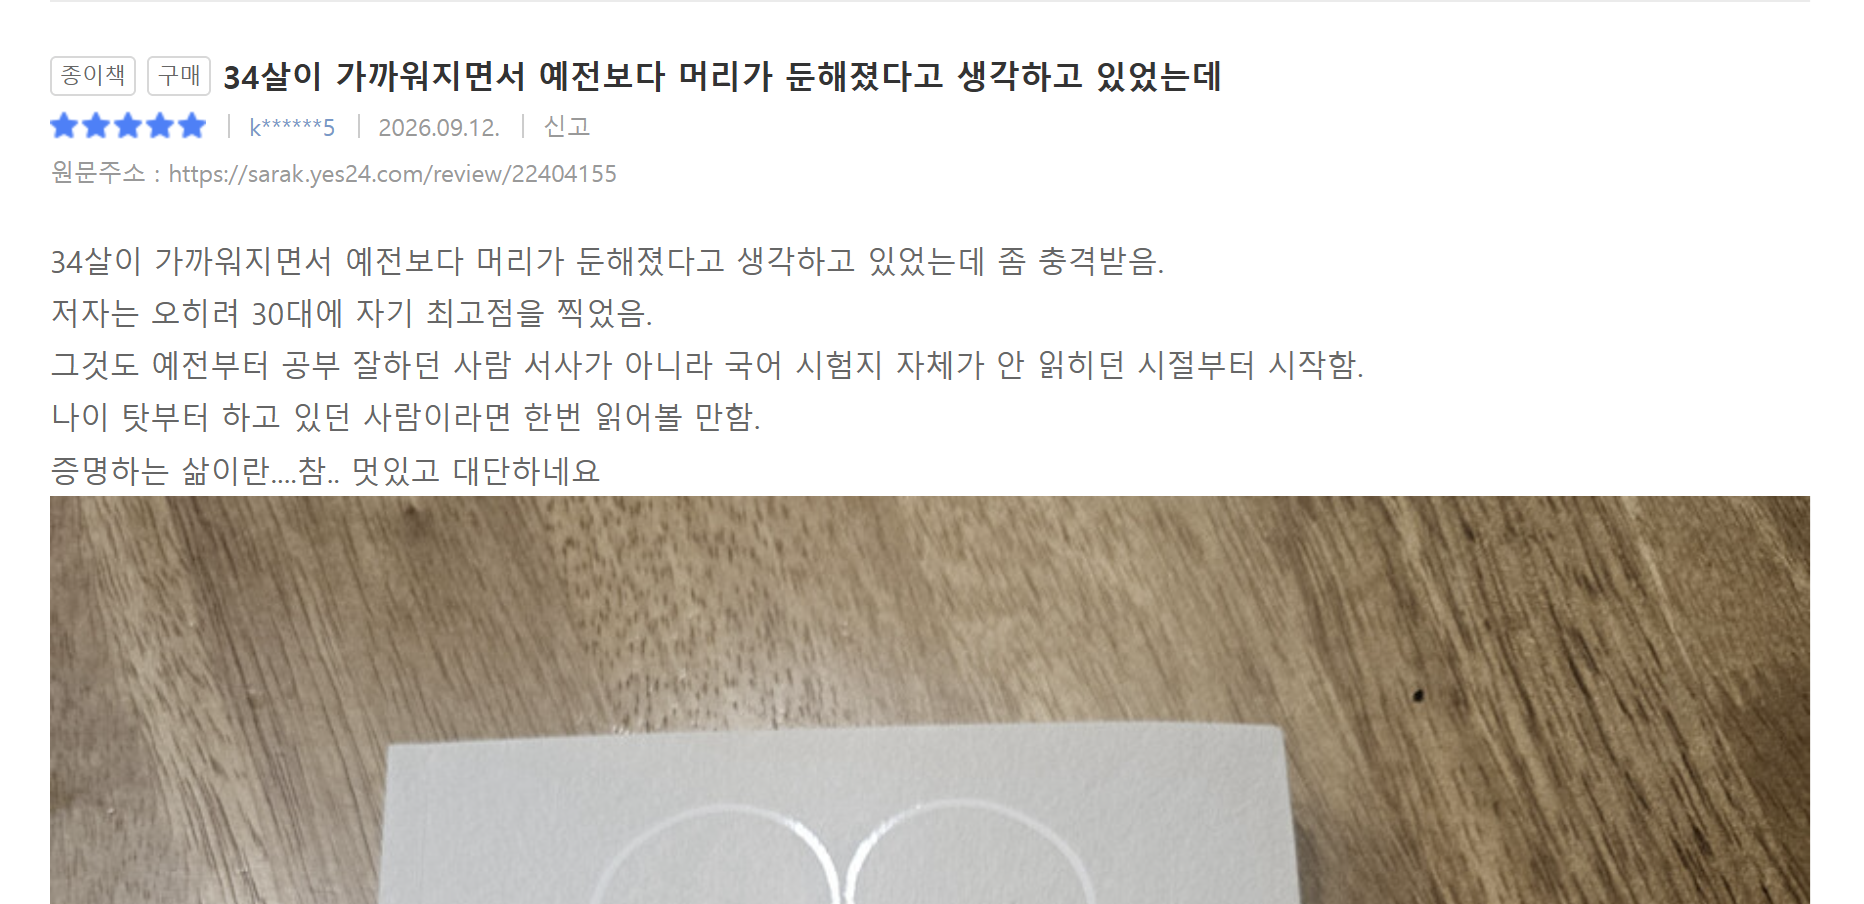 종이책 구매 34살이 가까워지면서 예전보다 머리가 둔해졌다고 생각하고 있었는데
k******5 2026.09.12. 신고
원문주소 : https://sarak.yes24.com/review/22404155
34살이 가까워지면서 예전보다 머리가 둔해졌다고 생각하고 있었는데 좀 충격받음.
저자는 오히려 30대에 자기 최고점을 찍었음.
그것도 예전부터 공부 잘하던 사람 서사가 아니라 국어 시험지 자체가 안 읽히던 시절부터 시작함.
나이 탓부터 하고 있던 사람이라면 한번 읽어볼 만함.
증명하는 삶이란....참.. 멋있고 대단하네요